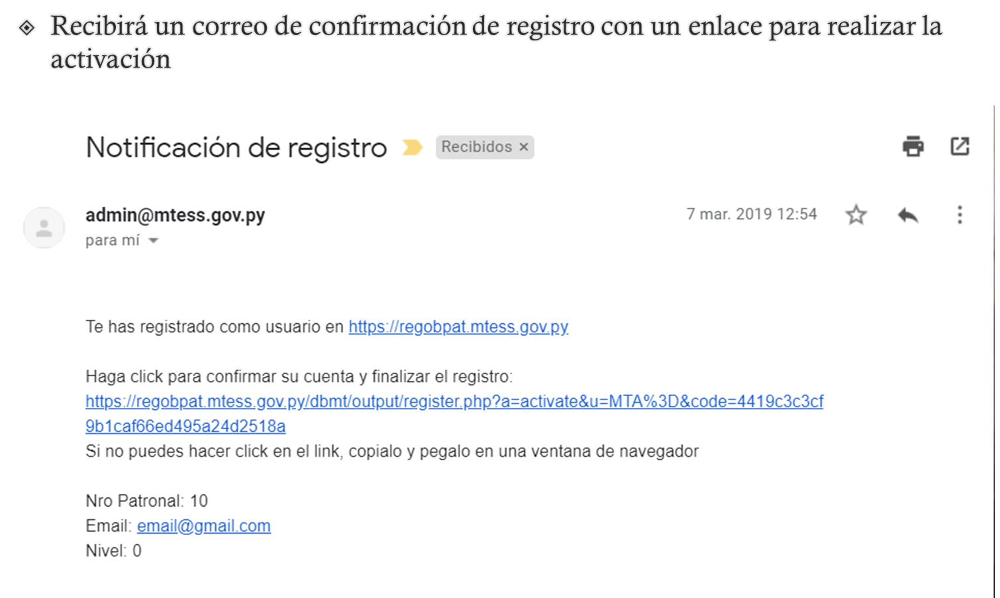 Recibirá un correo de confirmación de registro con un enlace para realizar la
activación
Notificación de registro Recibidos ×
admin@mtess.gov.py 7 mar. 2019 12:54
para mí
Te has registrado como usuario en https://regobpat.mtess.gov.py
Haga click para confirmar su cuenta y finalizar el registro:
https://regobpat.mtess.gov.py/dbmt/output/register.php?a=activate&u=MTA%3D&code=4419c3c3cf
9b1caf66ed495a24d2518a
Si no puedes hacer click en el link, copialo y pegalo en una ventana de navegador
Nro Patronal: 10
Email: email@gmail.com
Nivel: 0